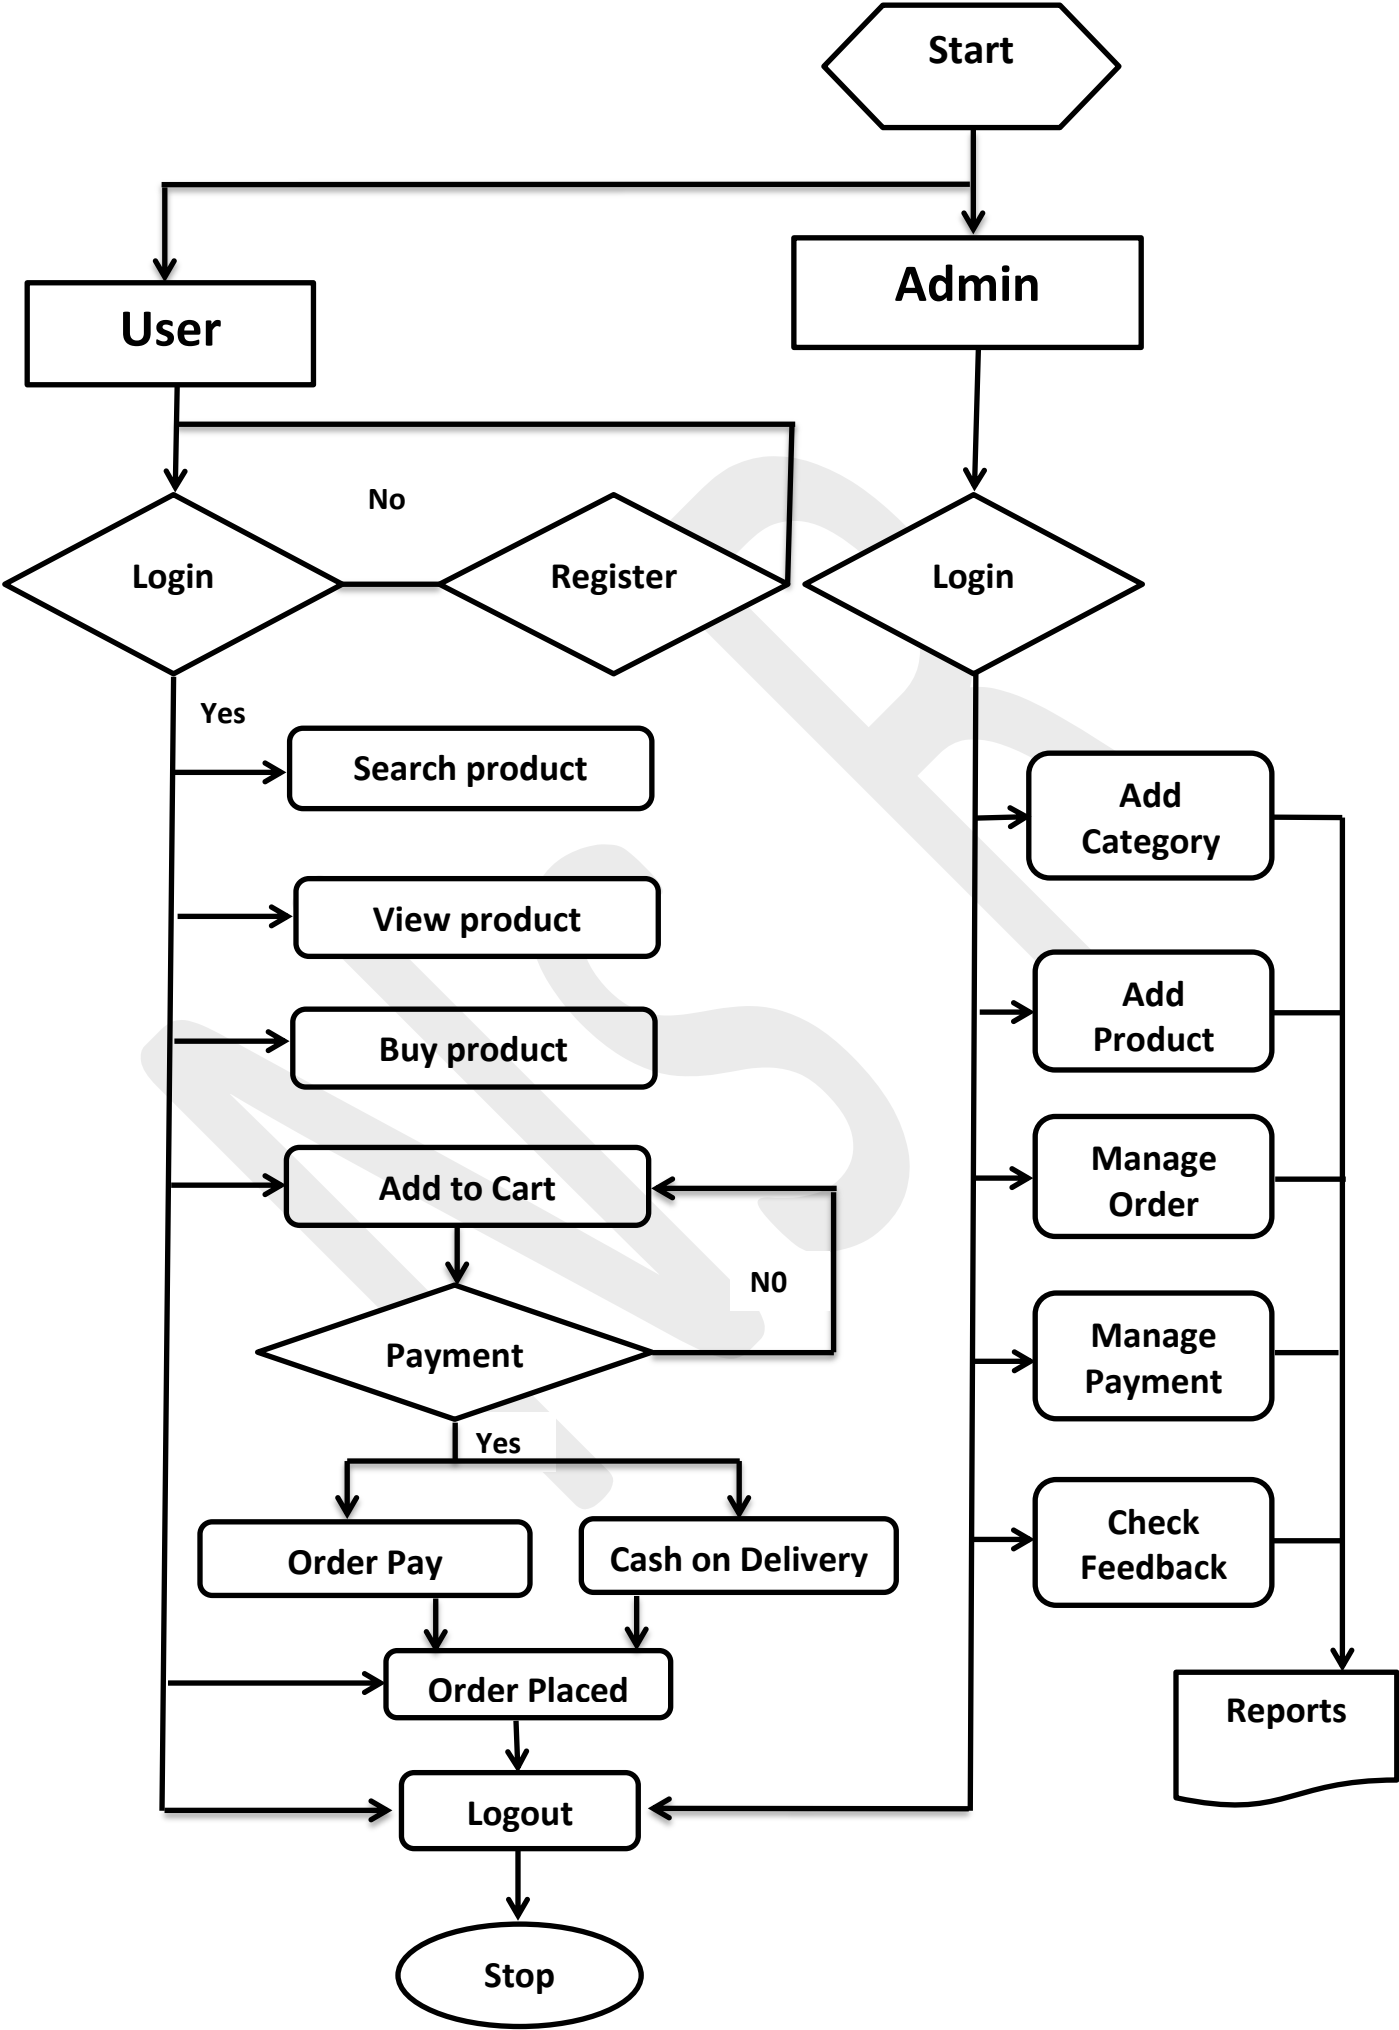 Start
Admin
User
No
Login
Register
Login
Yes
Search product
Add
Category
View product
Add
Product
Buy product
Manage
Order
Add to Cart
N0
Manage
Payment
Payment
Yes
Check
Feedback
Order Pay
Cash on Delivery
Order Placed
Reports
Logout
Stop